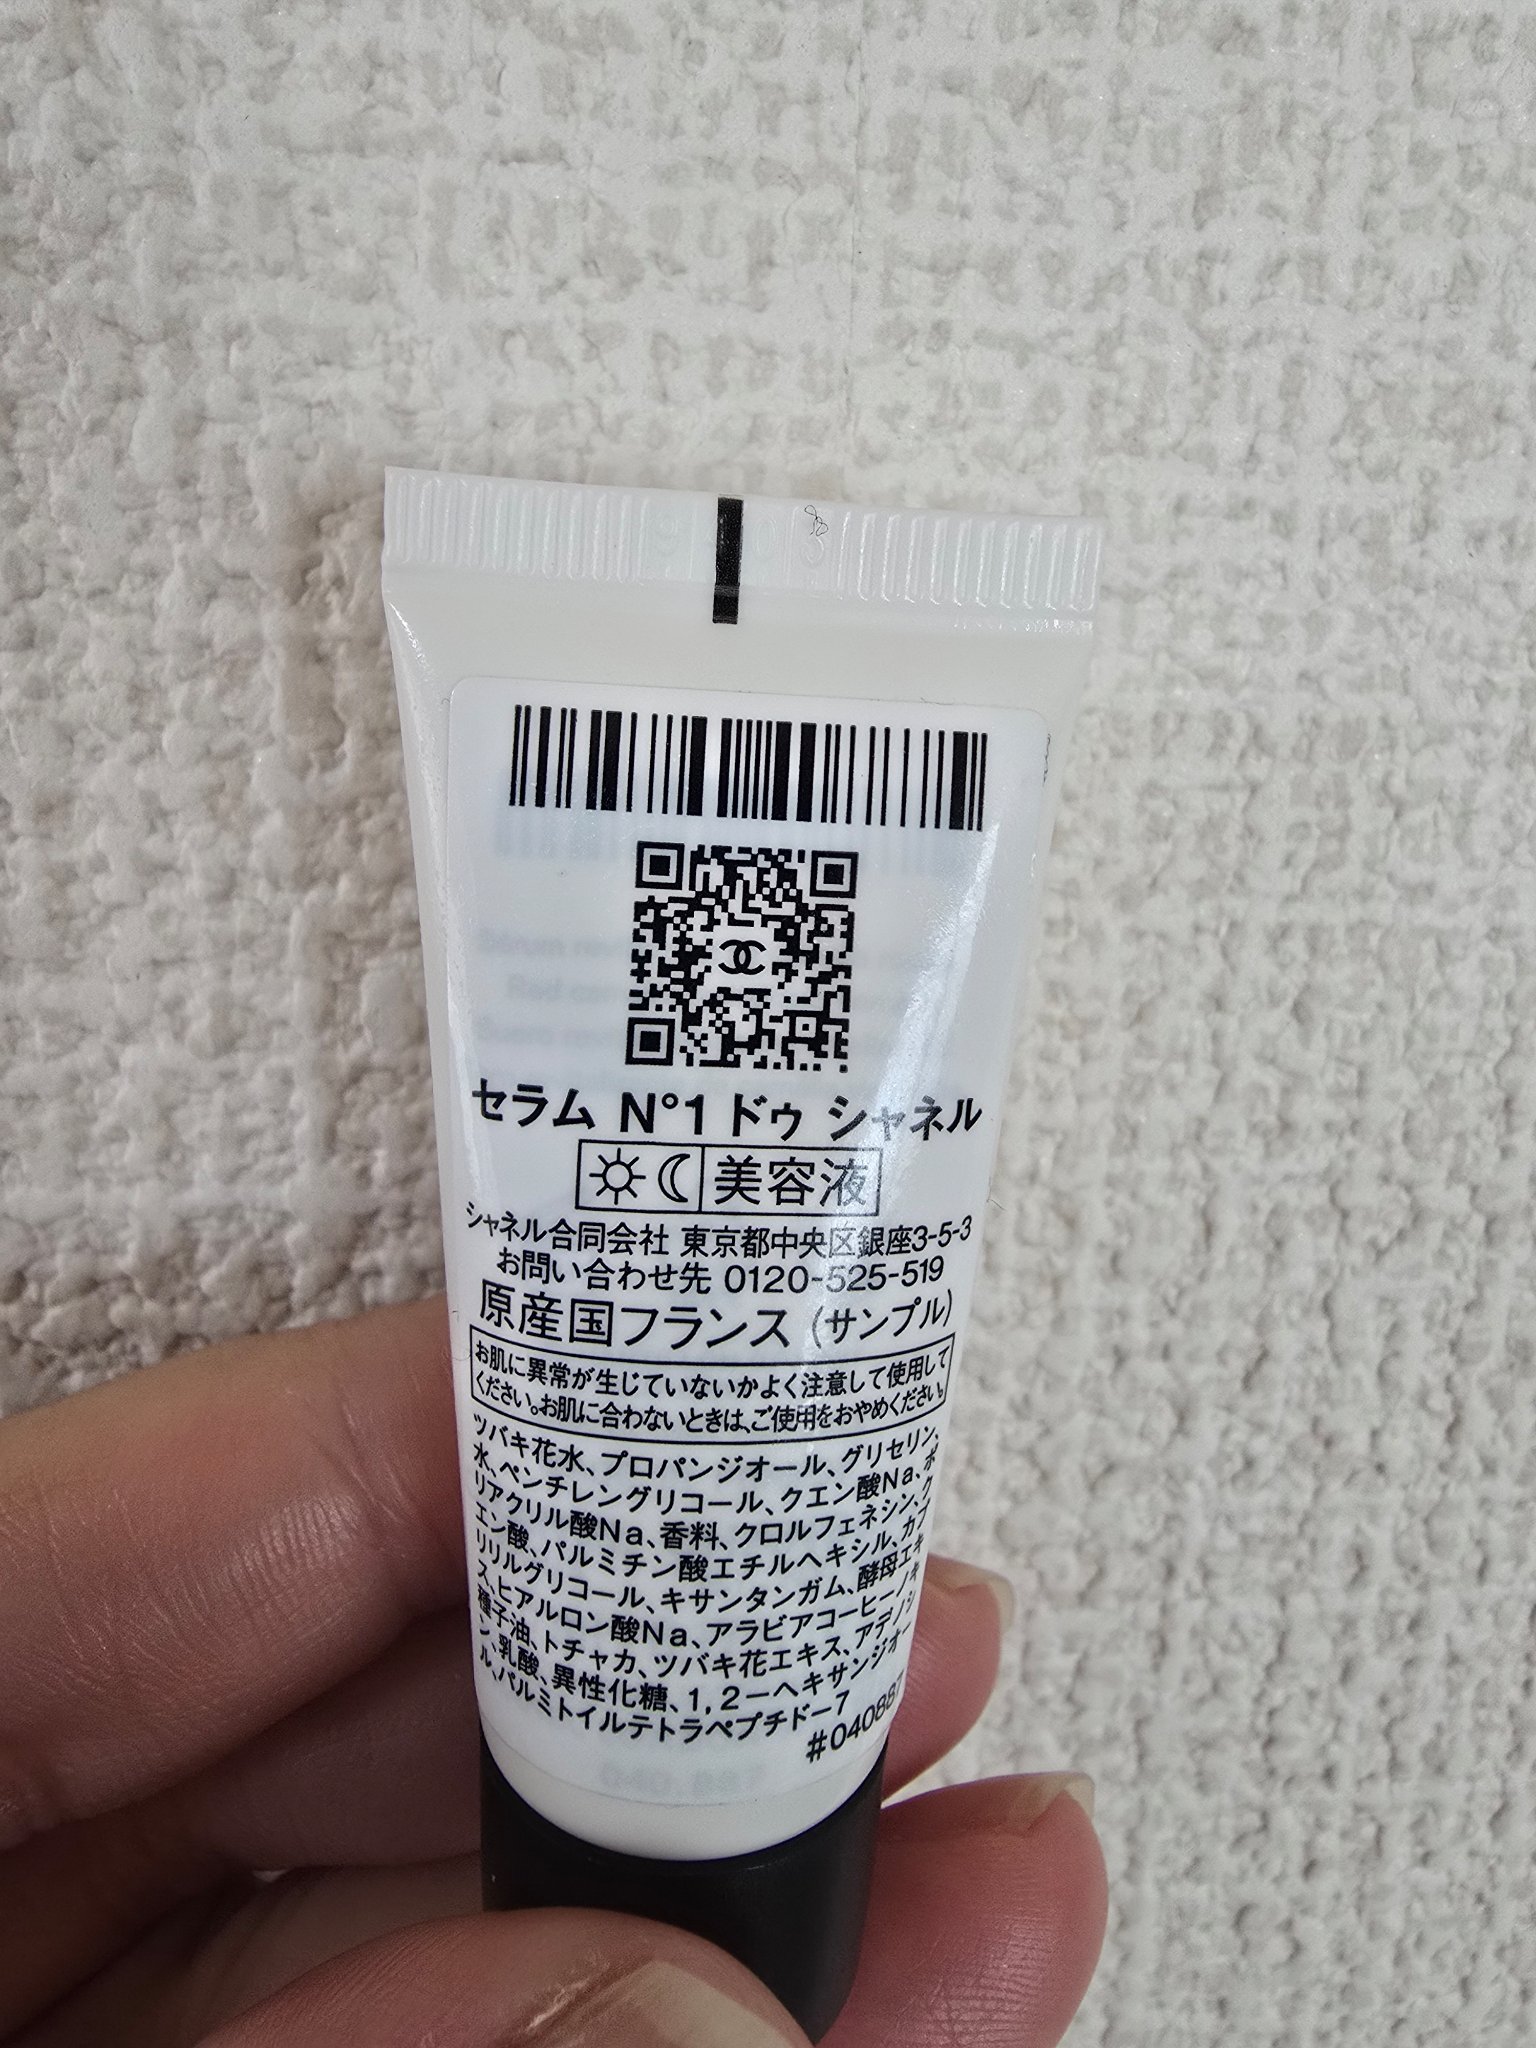 セラム N°1 ドゥ シャネル
美容液
シャネル合同会社 東京都中央区銀座3-5-3
お問い合わせ先 0120-525-519
原産国フランス (サンプル)
お肌に異常が生じていないかよく注意して使用して
ください。お肌に合わないときは、ご使用をおやめください。
ツバキ花水、プロパンジオール、グリセリン、
水、ペンチレングリコール、クエン酸Na、ポ
リアクリル酸Na、香料、クロルフェネシン、ク
エン酸、パルミチン酸エチルヘキシル、カプ
リリルグリコール、キサンタンガム、酵母エキ
ス、ヒアルロン酸Na、アラビアコーヒーノキ
種子油、トチャカ、ツバキ花エキス、アデノシ
ン、乳酸、異性化糖、1,2-ヘキサンジオー
ル、パルミトイルテトラペプチド-7
#040887